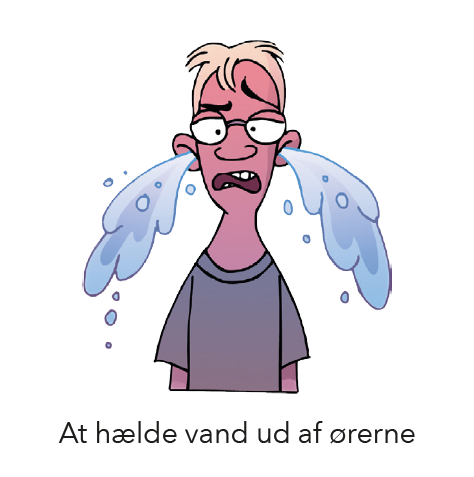 At hælde vand ud af ørerne